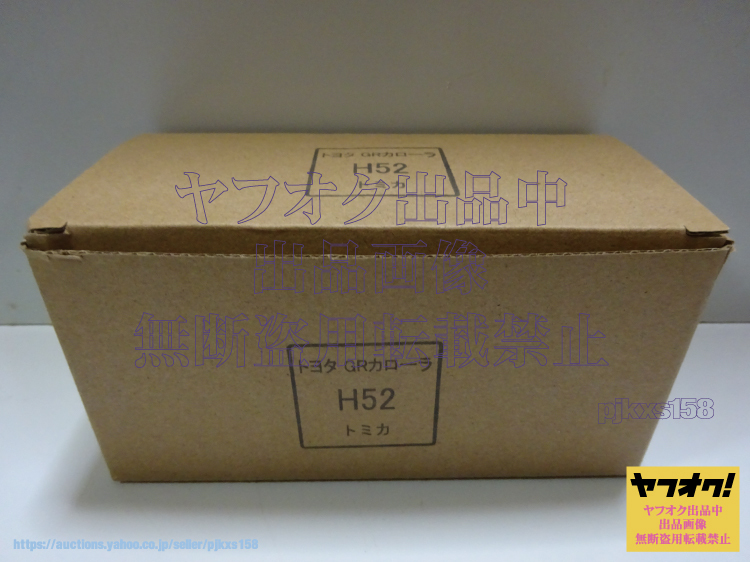 トヨタ GRカローラ
H52
トミカ
ヤフオク出品中
出品画像
無断盗用転載禁止
トヨタ GRカローラ
H52
トミカ
pjkxs158
ヤフオク!
ヤフオク出品中
出品画像
無断盗用転載禁止
https://auctions.yahoo.co.jp/seller/pjkxs158